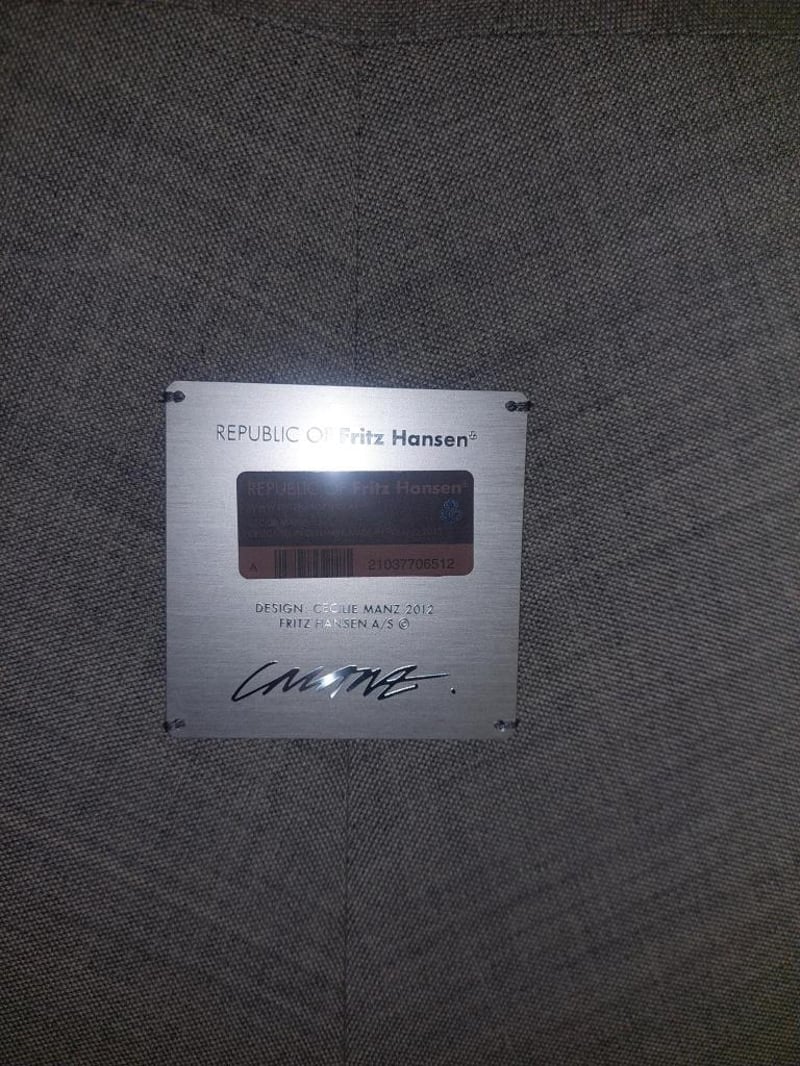 REPUBLIC OF Fritz Hansen
REPUBLIC OF Fritz Hansen
A 21037706512
DESIGN: CECILIE MANZ 2012
FRITZ HANSEN A/S ©